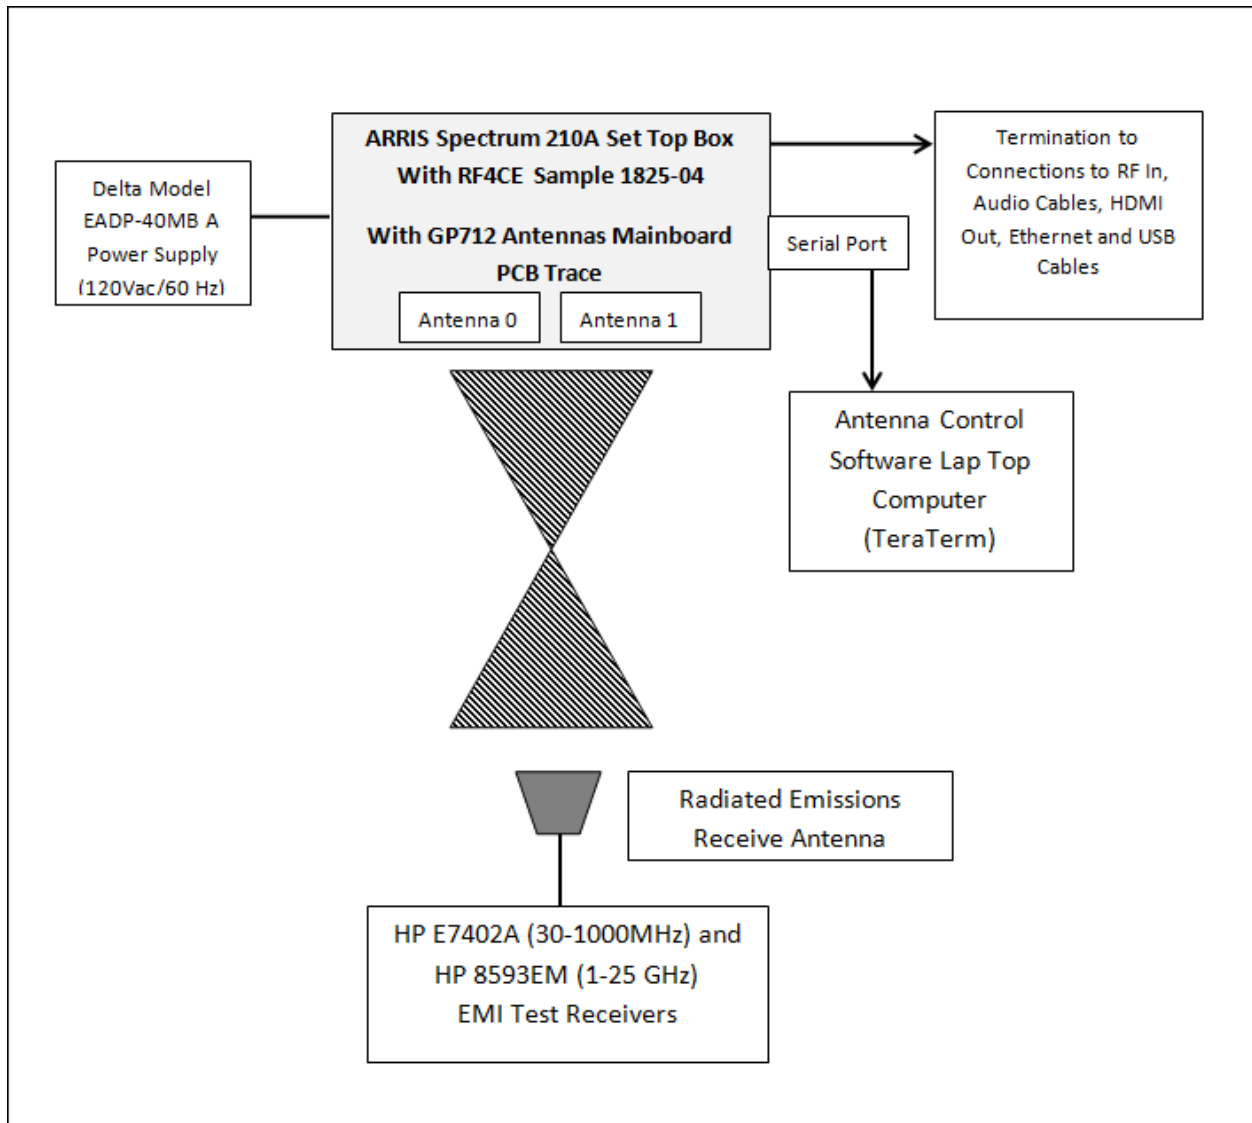 ARRIS Spectrum 210A Set Top Box
With RF4CE Sample 1825-04
With GP712 Antennas Mainboard
PCB Trace
Antenna 0
Antenna 1
Delta Model
EADP-40MB A
Power Supply
(120Vac/60 Hz)
Serial Port
Termination to
Connections to RF In,
Audio Cables, HDMI
Out, Ethernet and USB
Cables
Antenna Control
Software Lap Top
Computer
(TeraTerm)
Radiated Emissions
Receive Antenna
HP E7402A (30-1000MHz) and
HP 8593EM (1-25 GHz)
EMI Test Receivers